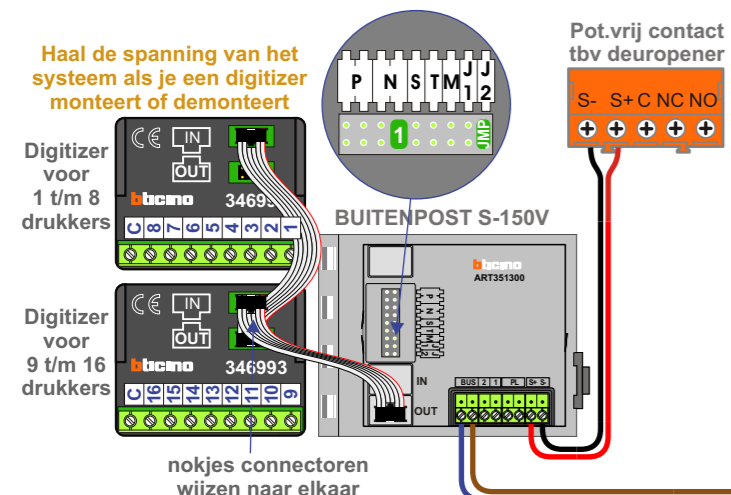 Haal de spanning van het
systeem als je een digitizer
monteert of demonteert
Pot.vrij contact
tbv deuropener
S- S+ C NC NO
P N S T M J1 J2
1 JMP
Digitizer
voor
1 t/m 8
drukkers
CE IN
OUT
bticino 34699
C 8 7 6 5 4 3 2 1
BUITENPOST S-150V
bticino
ART351300
P N S T M J1 J2
IN
OUT
BUS 2 1 PL S+ S-
Digitizer
voor
9 t/m 16
drukkers
CE IN
OUT
bticino 346993
C 16 15 14 13 12 11 10 9
nokjes connectoren
wijzen naar elkaar